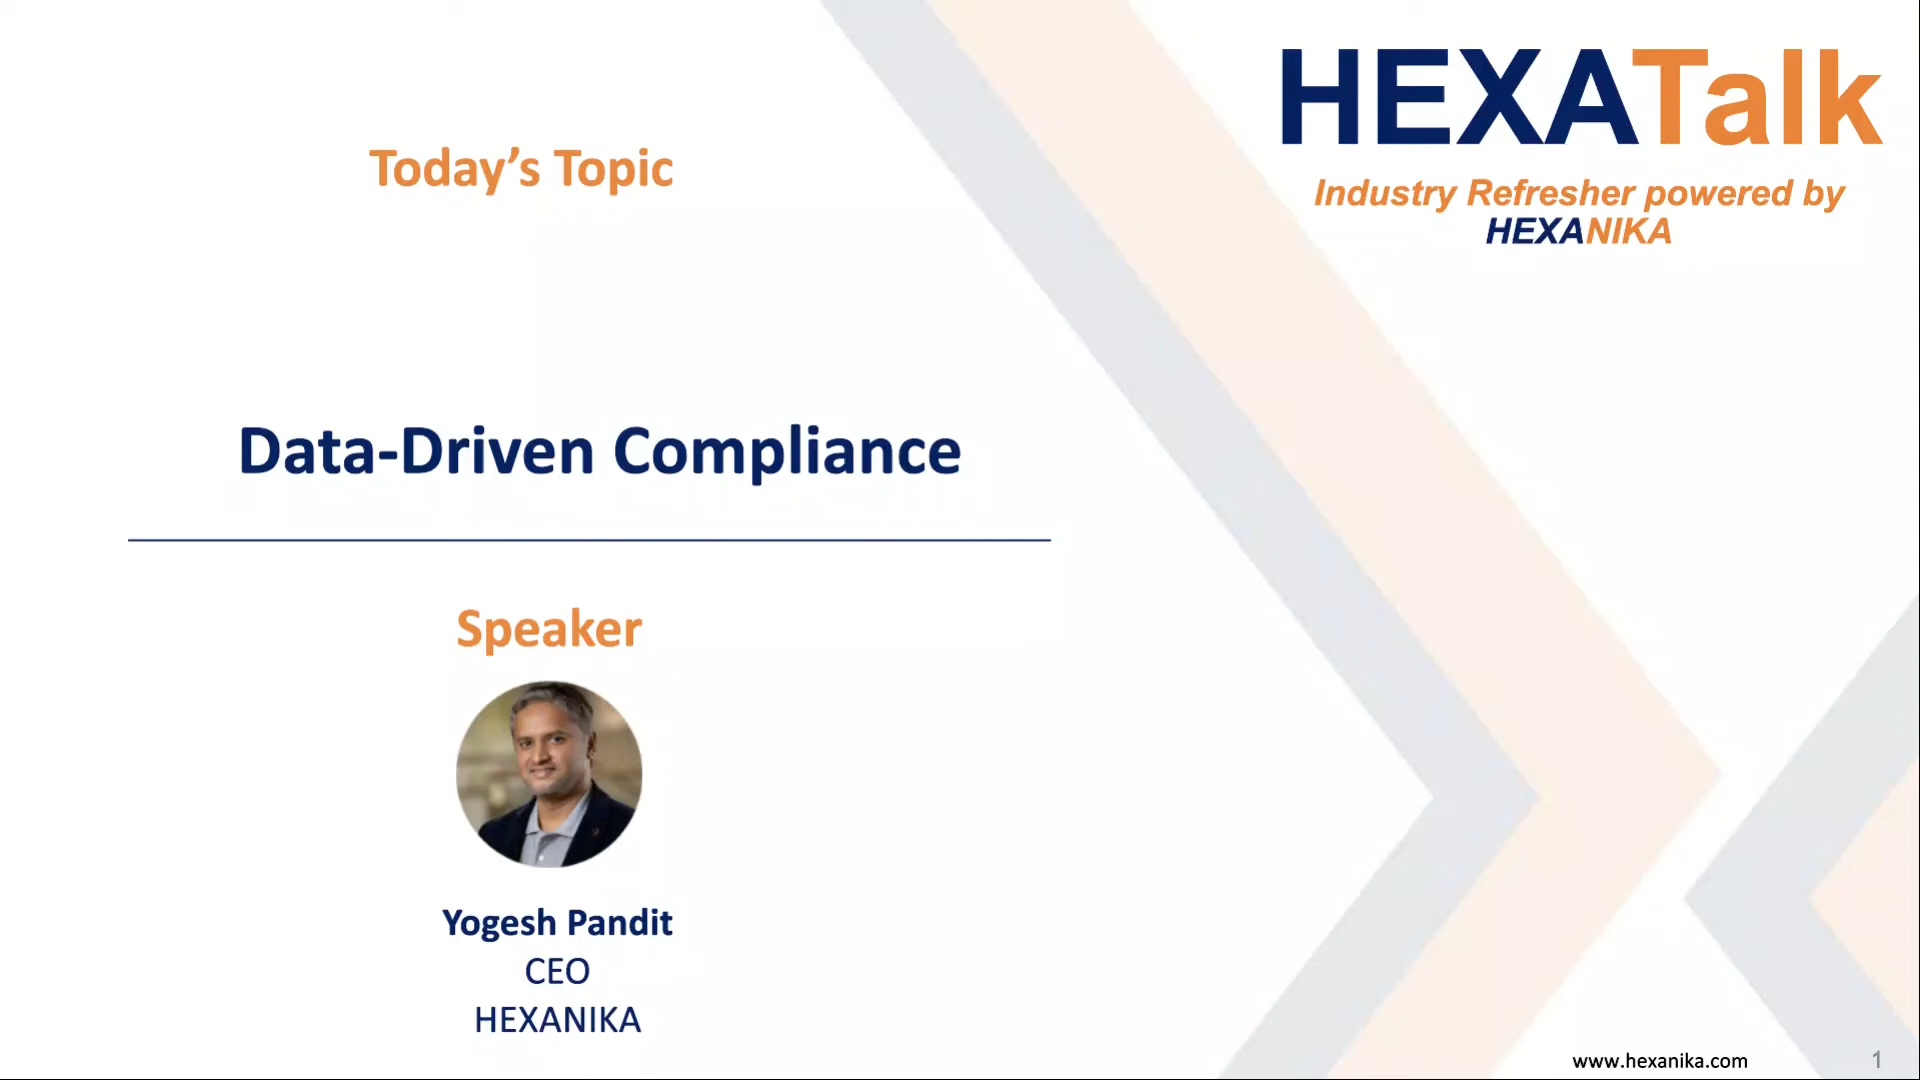 HEXATalk
Industry Refresher powered by
HEXANIKA
Today’s Topic
Data-Driven Compliance
Speaker
Yogesh Pandit
CEO
HEXANIKA
www.hexanika.com
1